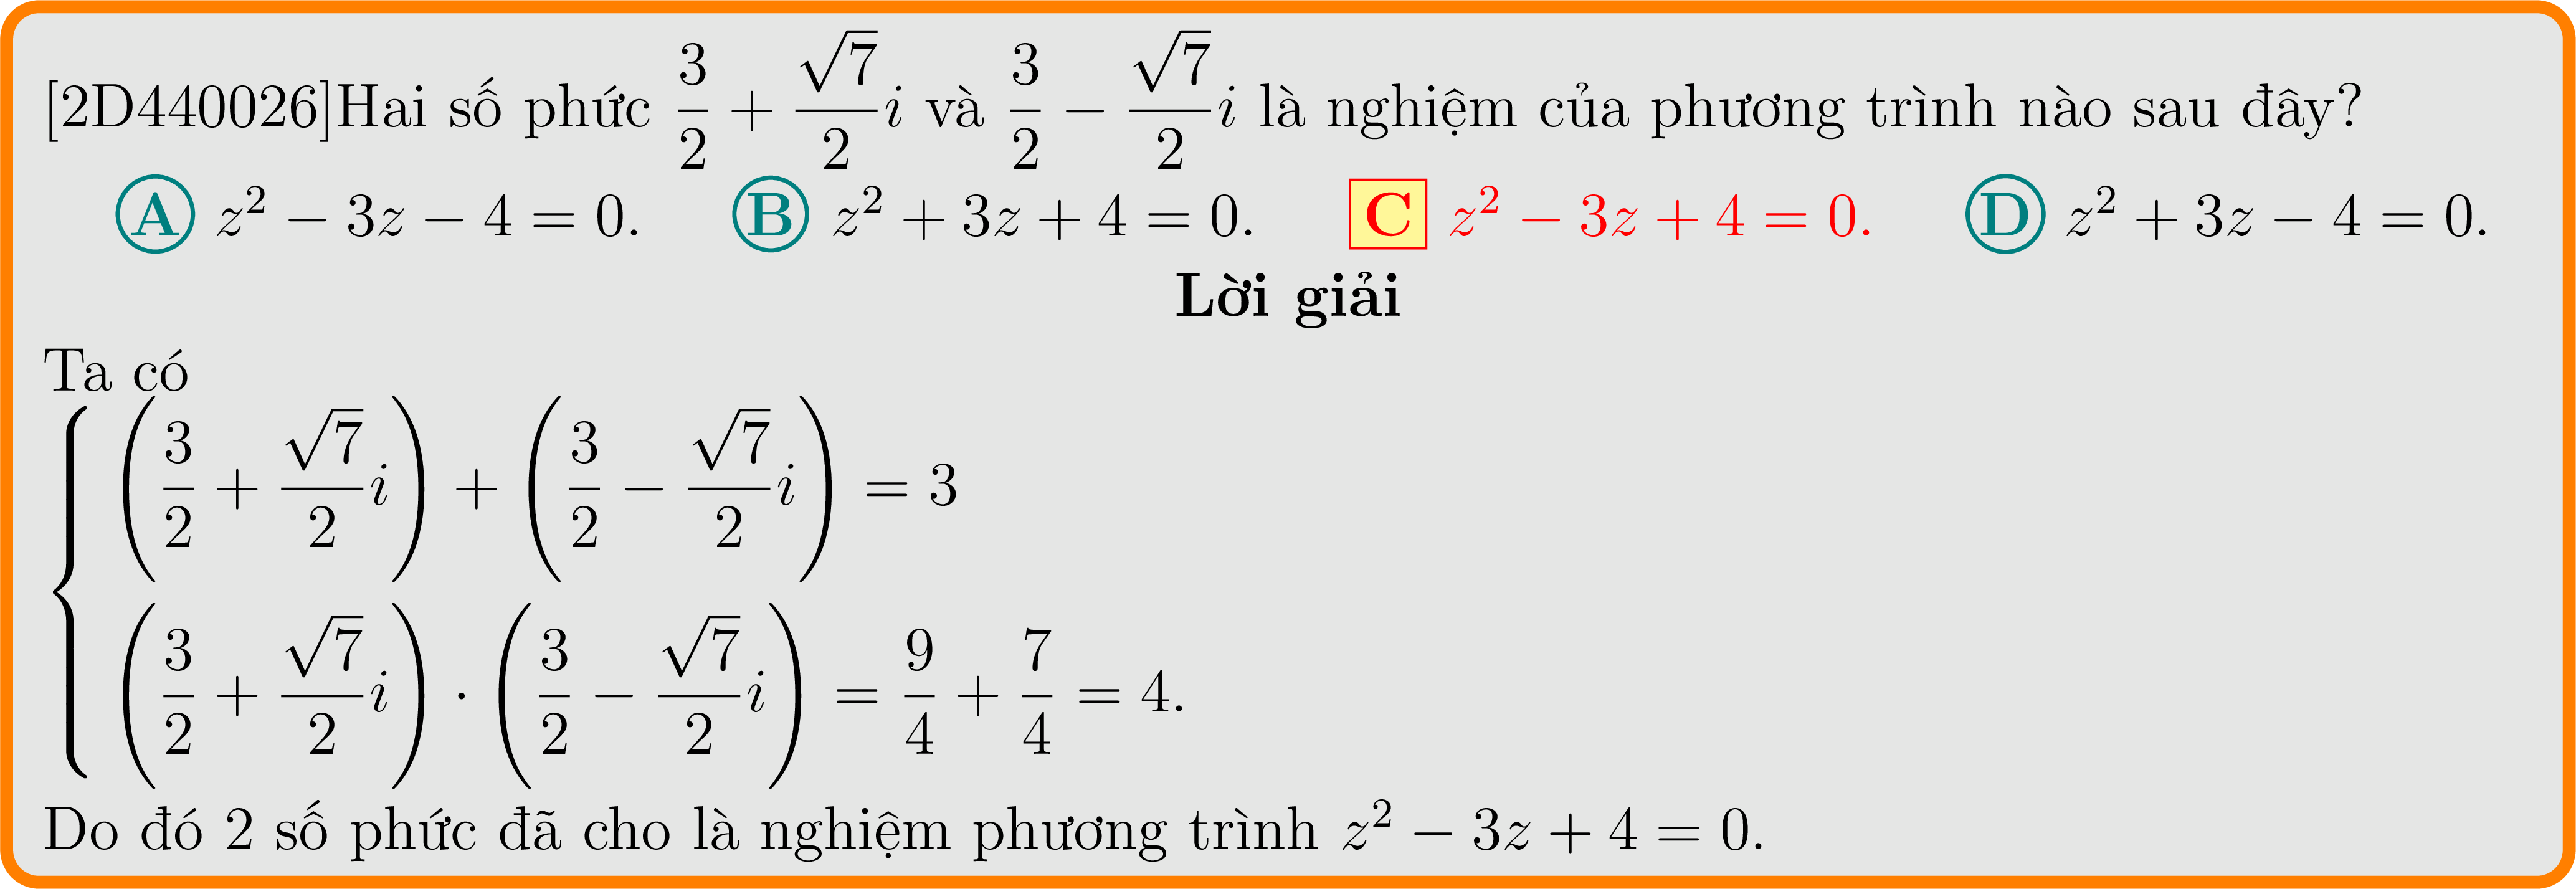 [2D440026]Hai số phức $\frac{3}{2} + \frac{\sqrt{7}}{2}i$ và $\frac{3}{2} - \frac{\sqrt{7}}{2}i$ là nghiệm của phương trình nào sau đây?
A $z^2 - 3z - 4 = 0.$ B $z^2 + 3z + 4 = 0.$ C $z^2 - 3z + 4 = 0.$ D $z^2 + 3z - 4 = 0.$
Lời giải
Ta có
$\left(\frac{3}{2} + \frac{\sqrt{7}}{2}i\right) + \left(\frac{3}{2} - \frac{\sqrt{7}}{2}i\right) = 3$
$\left(\frac{3}{2} + \frac{\sqrt{7}}{2}i\right) \cdot \left(\frac{3}{2} - \frac{\sqrt{7}}{2}i\right) = \frac{9}{4} + \frac{7}{4} = 4.$
Do đó 2 số phức đã cho là nghiệm phương trình $z^2 - 3z + 4 = 0.$